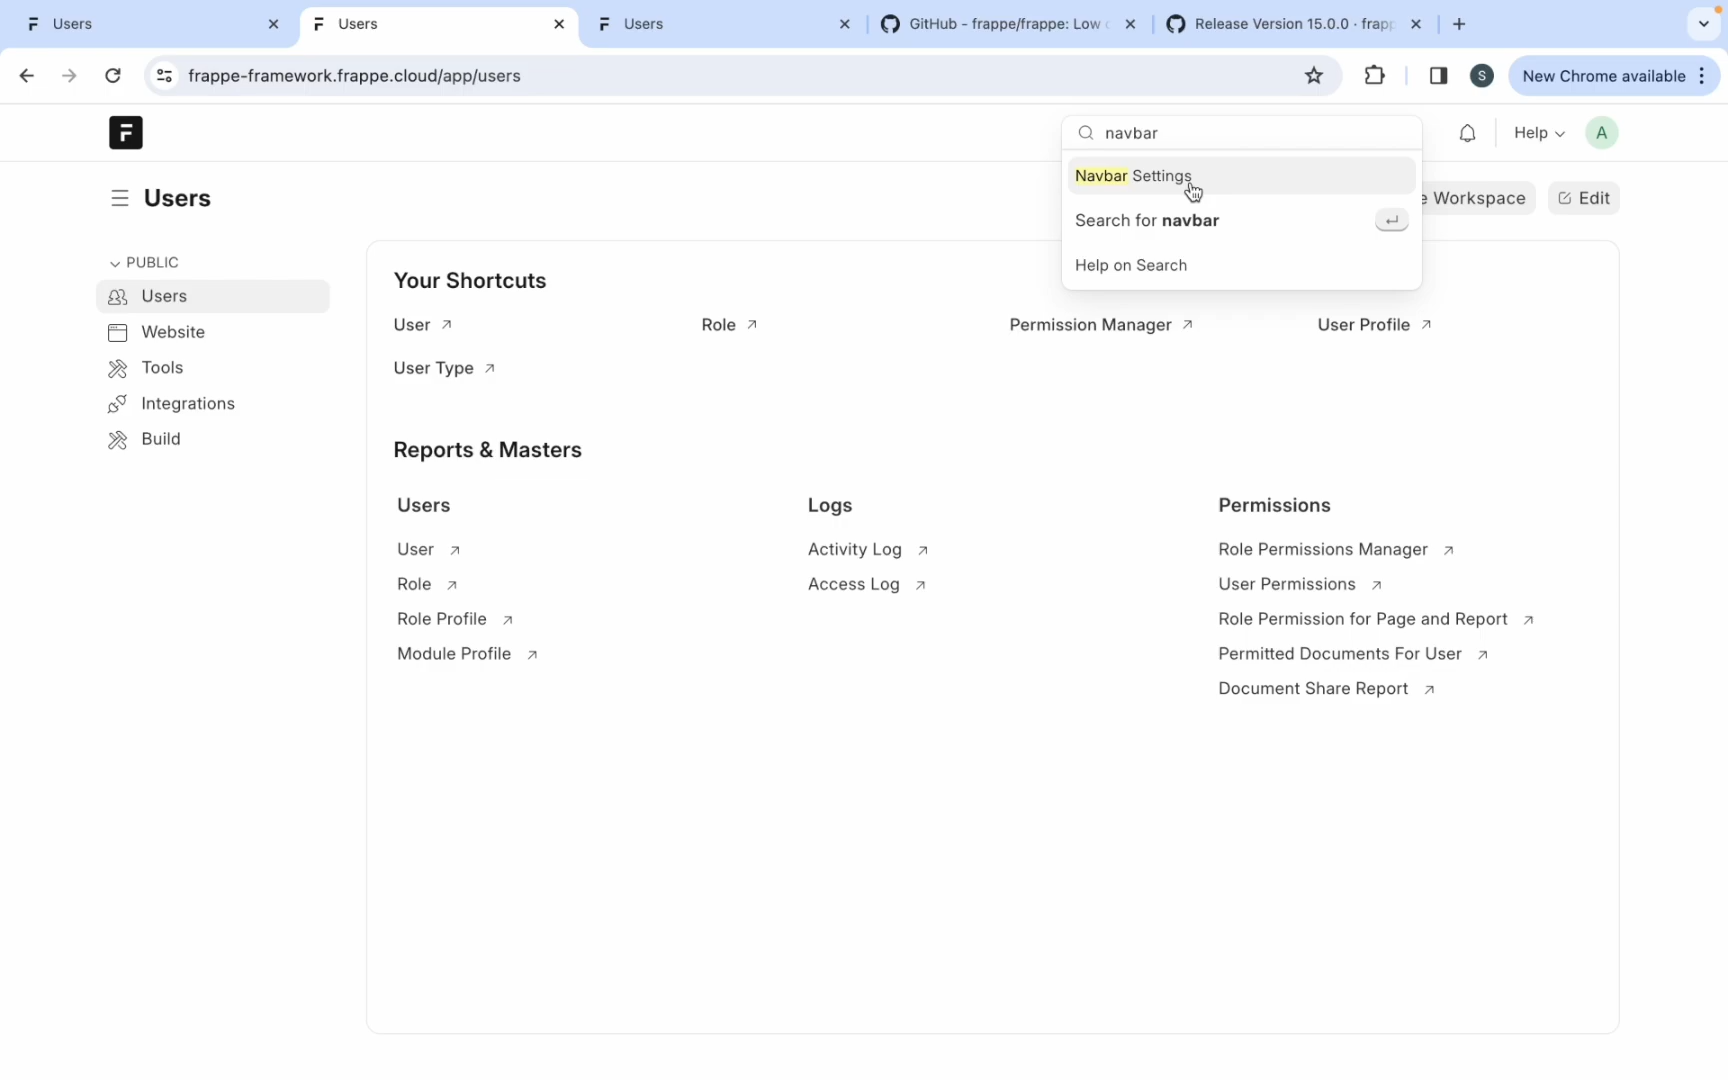 Users
Users
Users
GitHub - frappe/frappe: Low
Release Version 15.0.0 · frap
frappe-framework.frappe.cloud/app/users
S
New Chrome available
F
navbar
Help
A
Users
Navbar Settings
Workspace
Edit
Search for navbar
Help on Search
PUBLIC
Users
Website
Tools
Integrations
Build
Your Shortcuts
User
Role
Permission Manager
User Profile
User Type
Reports & Masters
Users
Logs
Permissions
User
Activity Log
Role Permissions Manager
Role
Access Log
User Permissions
Role Profile
Role Permission for Page and Report
Module Profile
Permitted Documents For User
Document Share Report